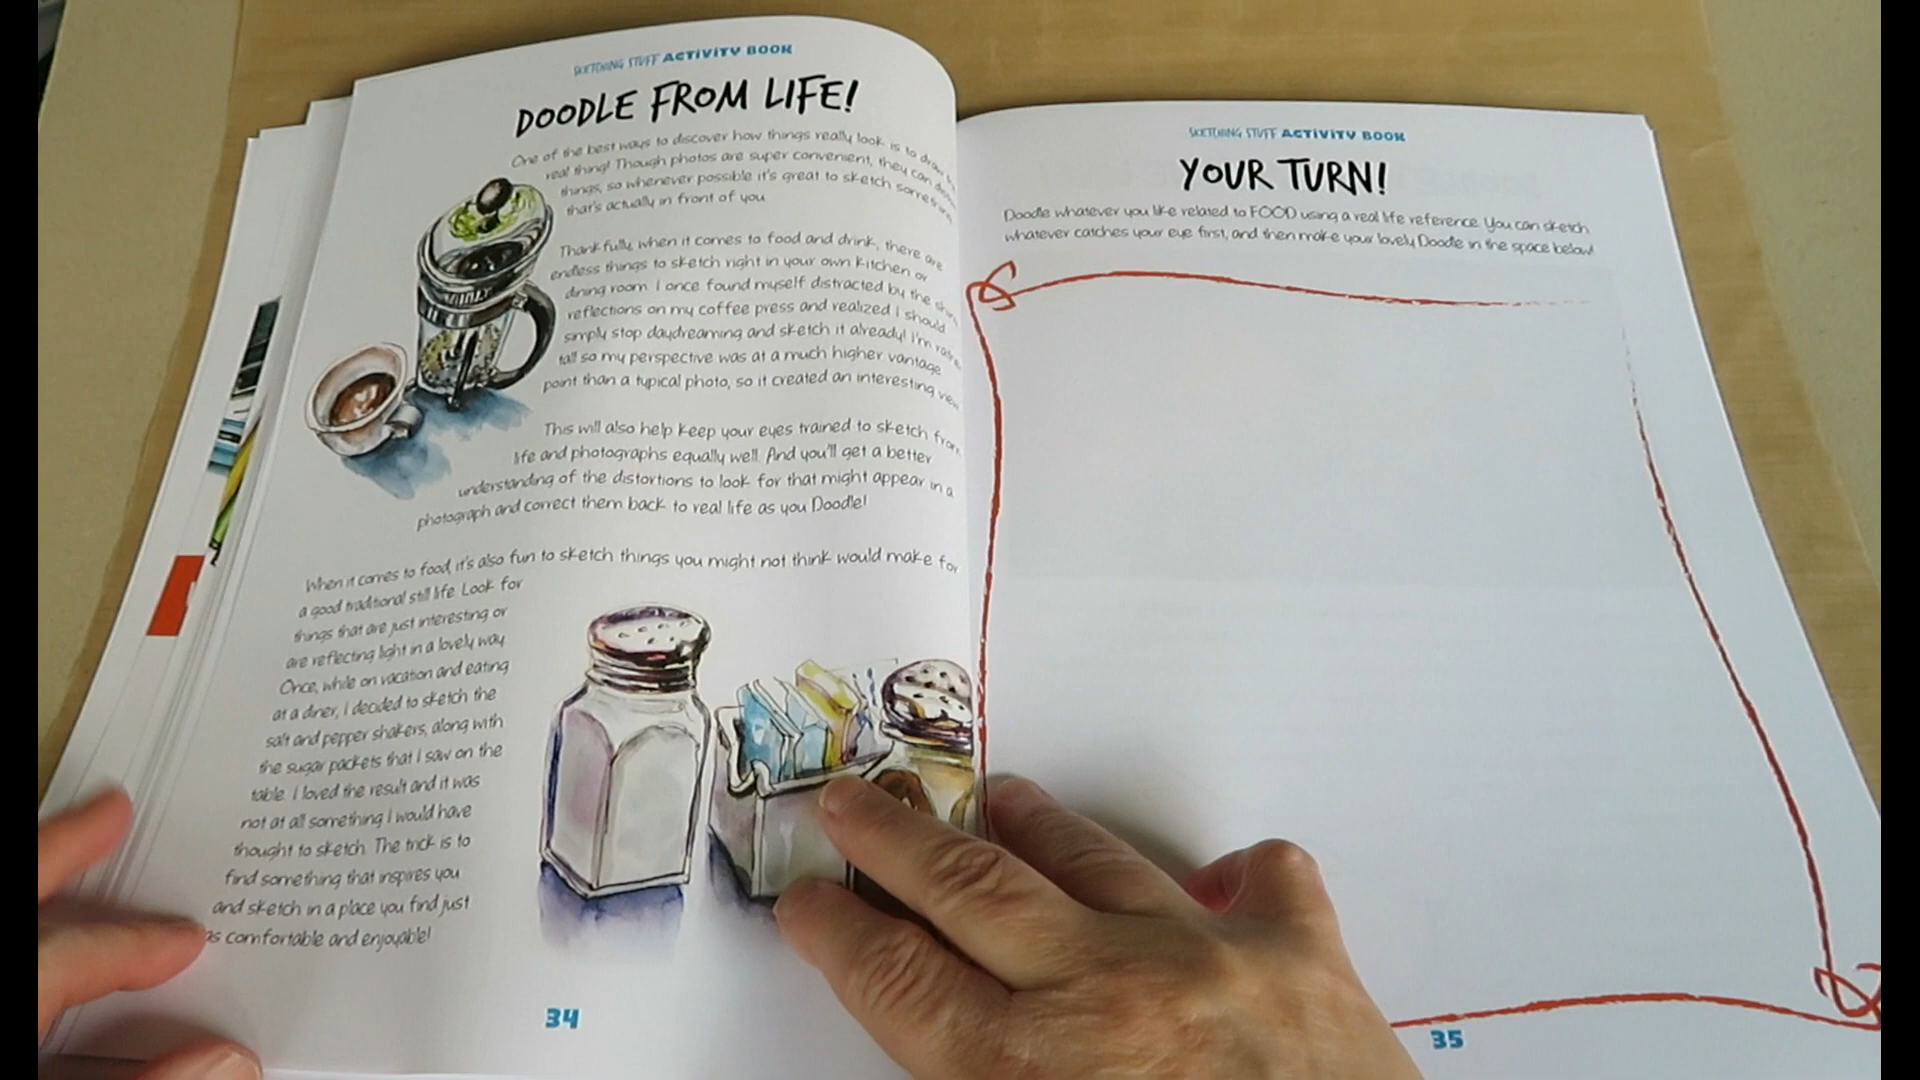 SKETCHING STUFF ACTIVITY BOOK
DOODLE FROM LIFE!
One of the best ways to discover how things really look is to draw
real thing! Though photos are super convenient, they can
things, so whenever possible it's great to sketch something
that's actually in front of you.
Thankfully, when it comes to food and drink, there are
endless things to sketch right in your own kitchen or
dining room. I once found myself distracted by the
reflections on my coffee press and realized I should
simply stop daydreaming and sketch it already! I'm
tall so my perspective was at a much higher vantage
point than a typical photo, so it created an interesting view
This will also help keep your eyes trained to sketch from
life and photographs equally well. And you'll get a better
understanding of the distortions to look for that might appear in a
photograph and correct them back to real life as you Doodle!
When it comes to food, it's also fun to sketch things you might not think would make for
a good traditional still life. Look for
things that are just interesting or
are reflecting light in a lovely way.
Once, while on vacation and eating
at a diner, I decided to sketch the
salt and pepper shakers, along with
the sugar packets that I saw on the
table. I loved the result and it was
not at all something I would have
thought to sketch. The trick is to
find something that inspires you
and sketch in a place you find just
as comfortable and enjoyable!
34
SKETCHING STUFF ACTIVITY BOOK
YOUR TURN!
Doodle whatever you like related to FOOD using a real life reference. You can sketch
whatever catches your eye first, and then make your lovely Doodle in the space below!
35